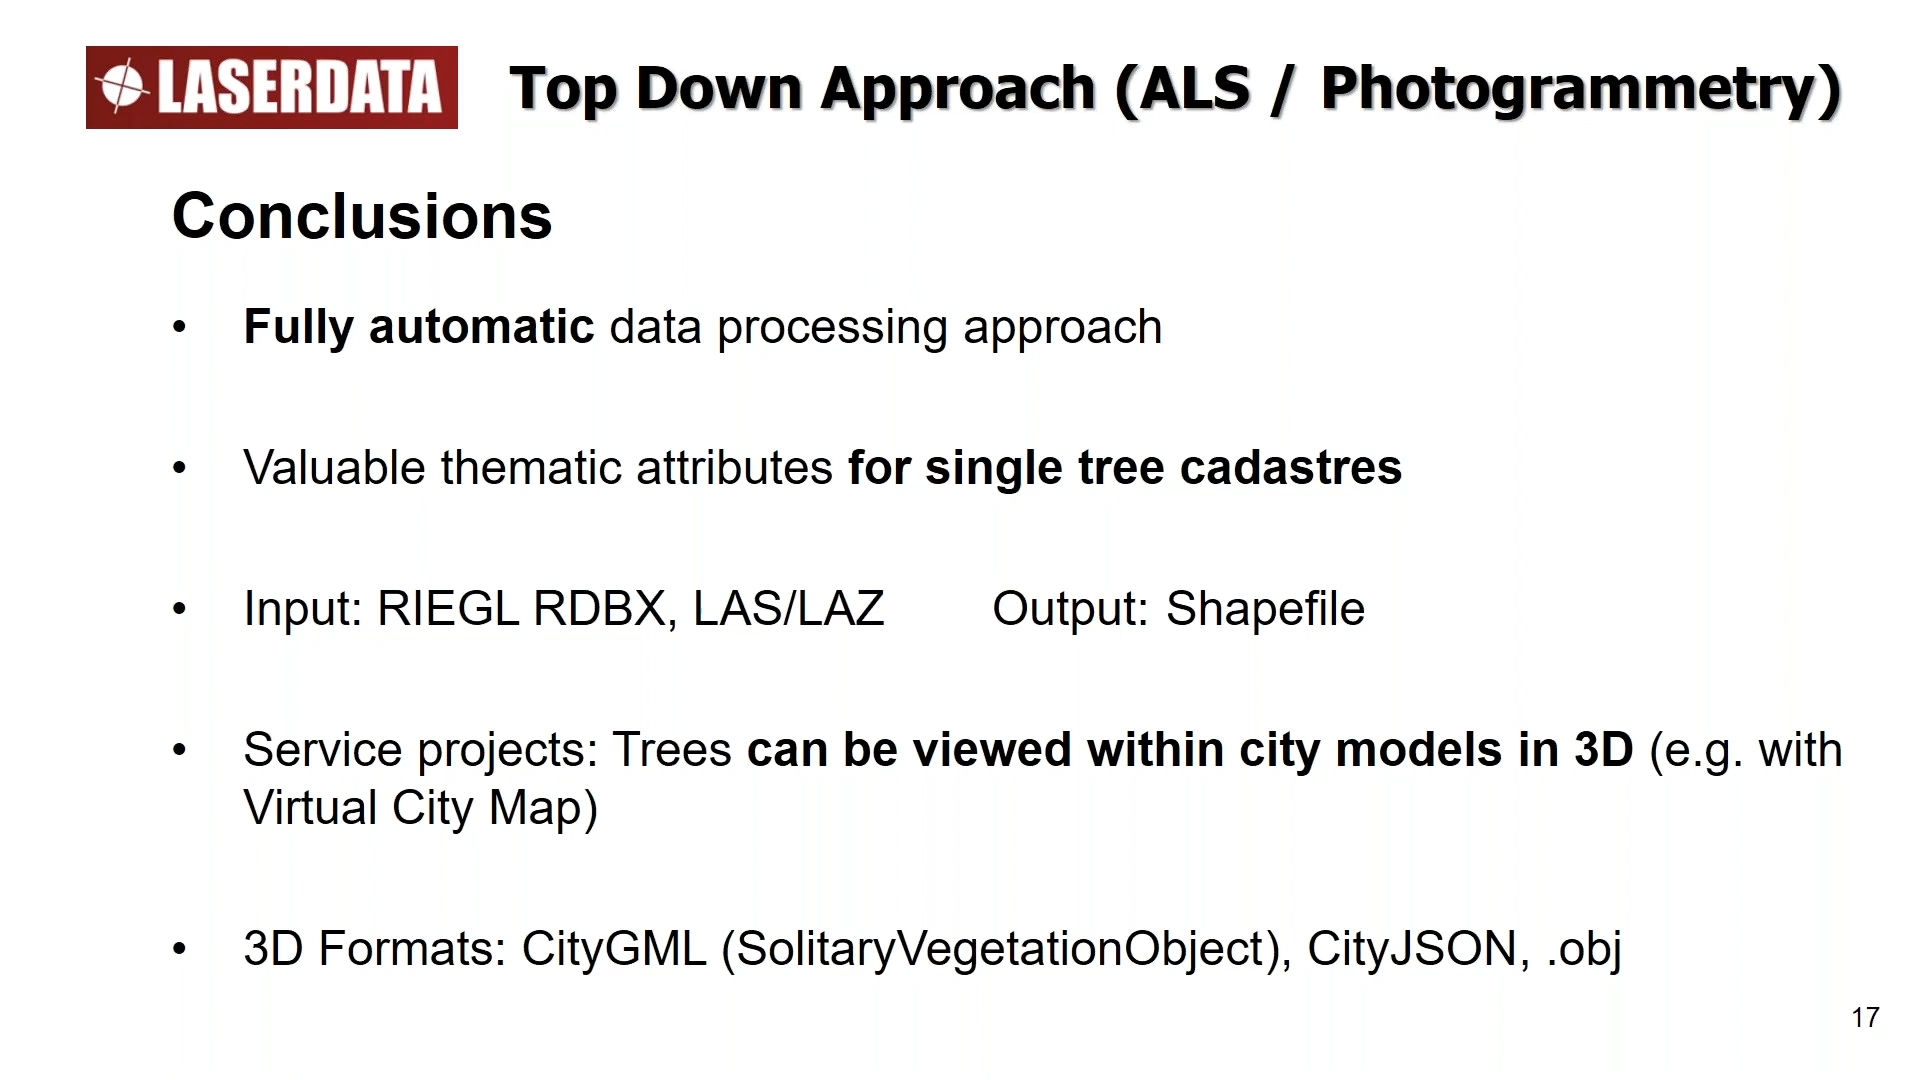 LASERDATA
Top Down Approach (ALS / Photogrammetry)
Conclusions
• Fully automatic data processing approach
• Valuable thematic attributes for single tree cadastres
• Input: RIEGL RDBX, LAS/LAZ Output: Shapefile
• Service projects: Trees can be viewed within city models in 3D (e.g. with
Virtual City Map)
• 3D Formats: CityGML (SolitaryVegetationObject), CityJSON, .obj
17